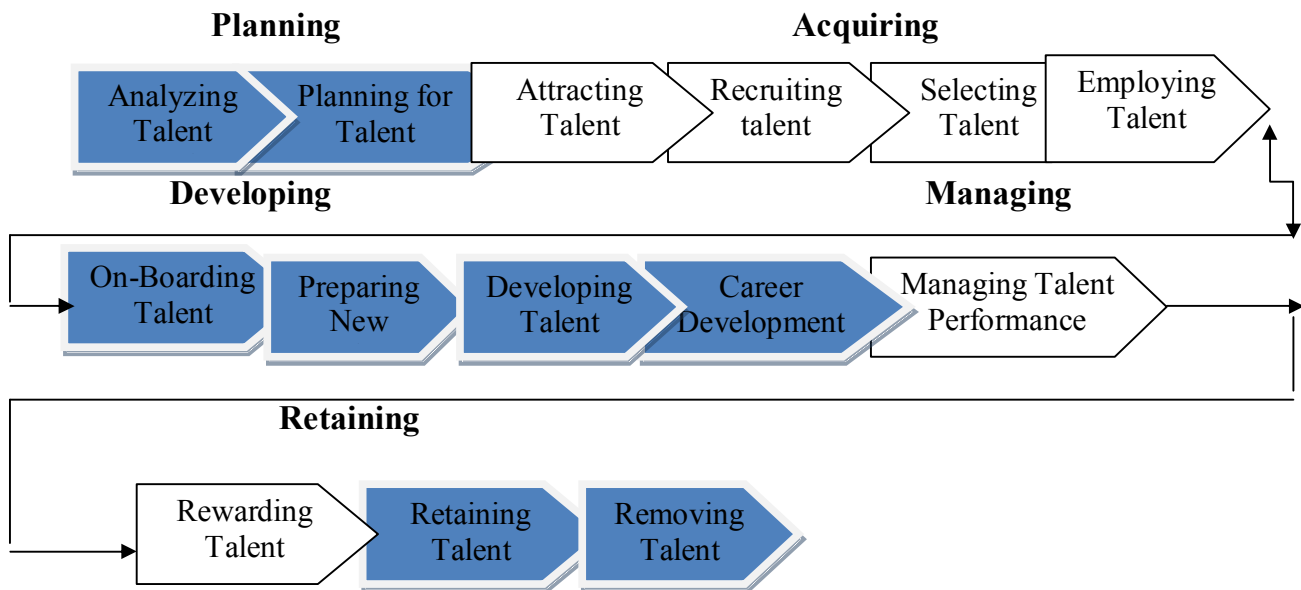 Planning
Acquiring
Analyzing
Talent
Planning for
Talent
Attracting
Talent
Recruiting
talent
Selecting
Talent
Employing
Talent
Developing
Managing
On-Boarding
Talent
Preparing
New
Developing
Talent
Career
Development
Managing Talent
Performance
Retaining
Rewarding
Talent
Retaining
Talent
Removing
Talent